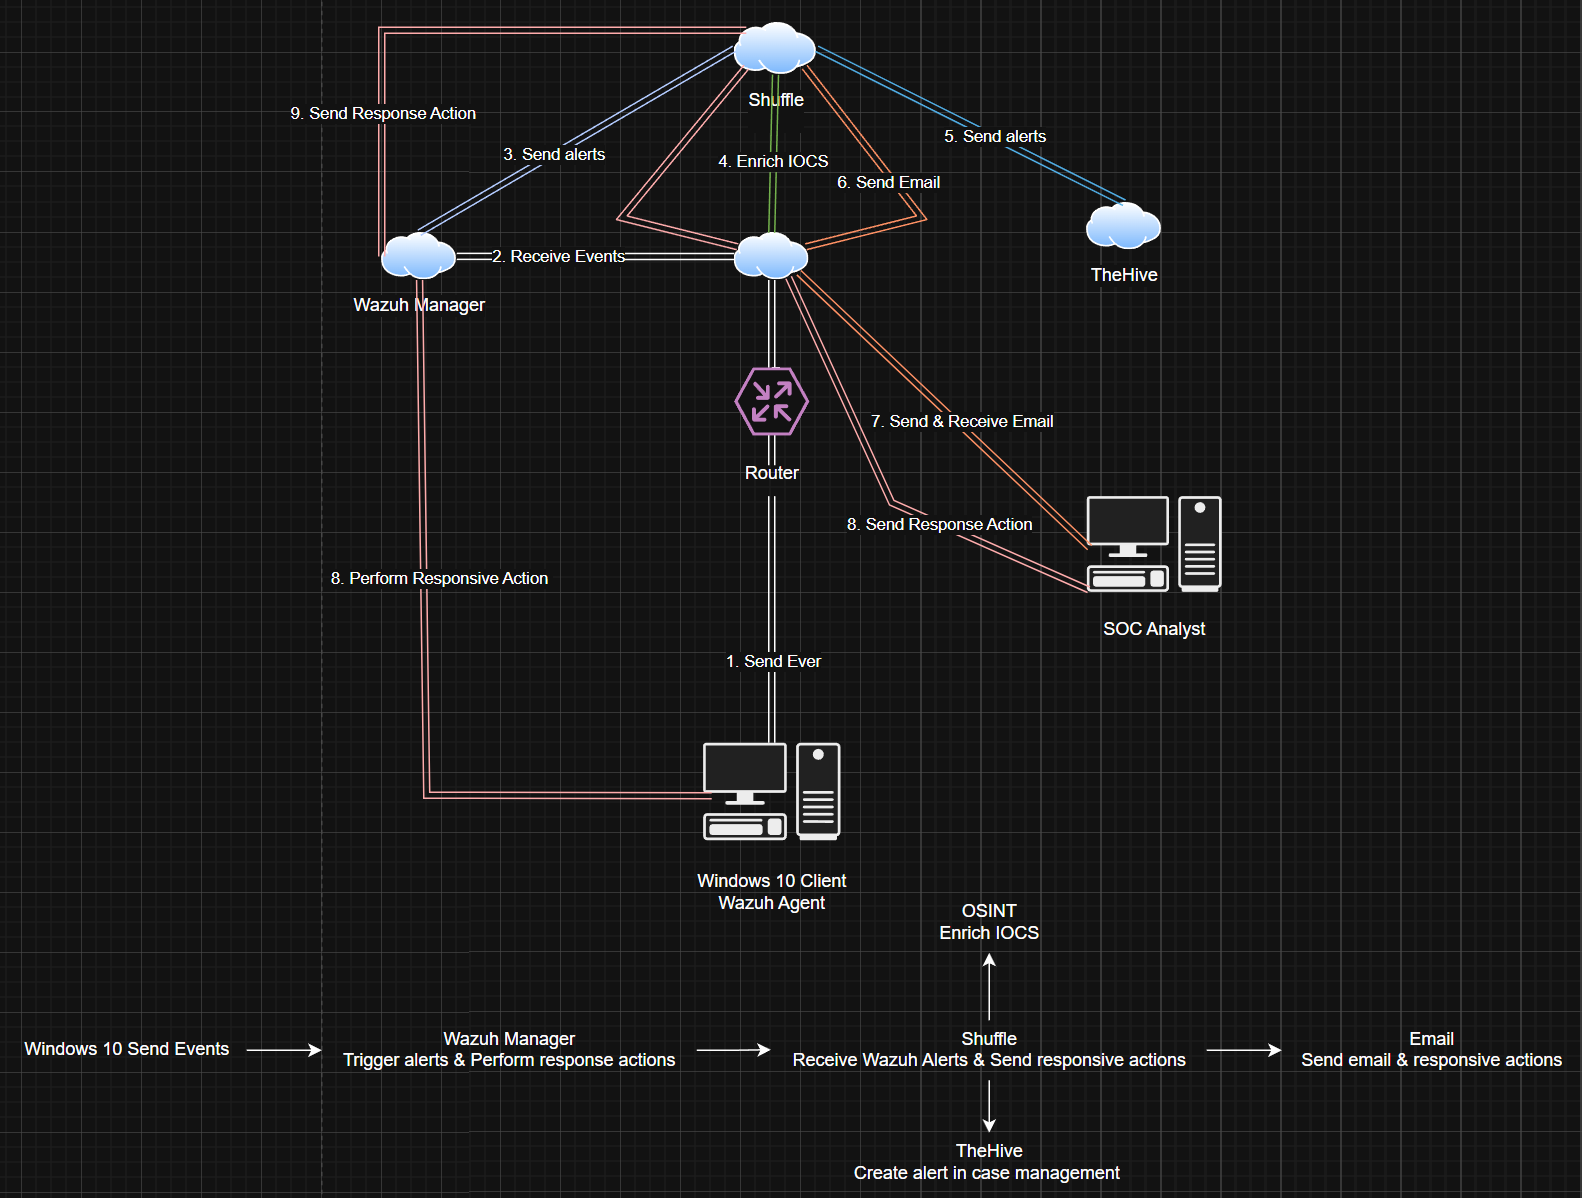 Shuffle
9. Send Response Action
3. Send alerts
4. Enrich IOCS
5. Send alerts
6. Send Email
2. Receive Events
TheHive
Wazuh Manager
7. Send & Receive Email
Router
8. Send Response Action
8. Perform Responsive Action
SOC Analyst
1. Send Ever
Windows 10 Client
Wazuh Agent
OSINT
Enrich IOCS
Windows 10 Send Events
Wazuh Manager
Trigger alerts & Perform response actions
Shuffle
Receive Wazuh Alerts & Send responsive actions
Email
Send email & responsive actions
TheHive
Create alert in case management